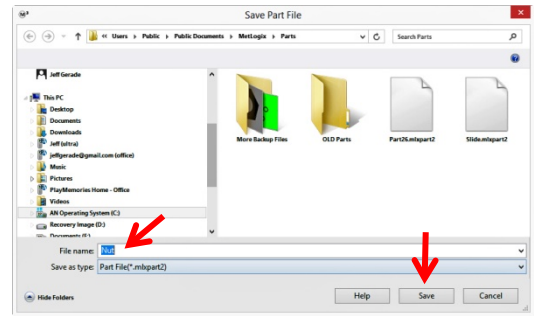 Save Part File
« Users Public Public Documents MetLogix Parts
Search Parts
Jeff Gerade
This PC
Desktop
Documents
Downloads
Jeff (ultra)
jeffgerade@gmail.com (office)
Music
Pictures
PlayMemories Home - Office
Videos
AN Operating System (C:)
Recovery Image (D:)
Documents (E:)
More Backup Files
OLD Parts
Part26.mlxpart2
Slide.mlxpart2
File name: Nut
Save as type: Part File(*.mlxpart2)
Hide Folders
Help
Save
Cancel